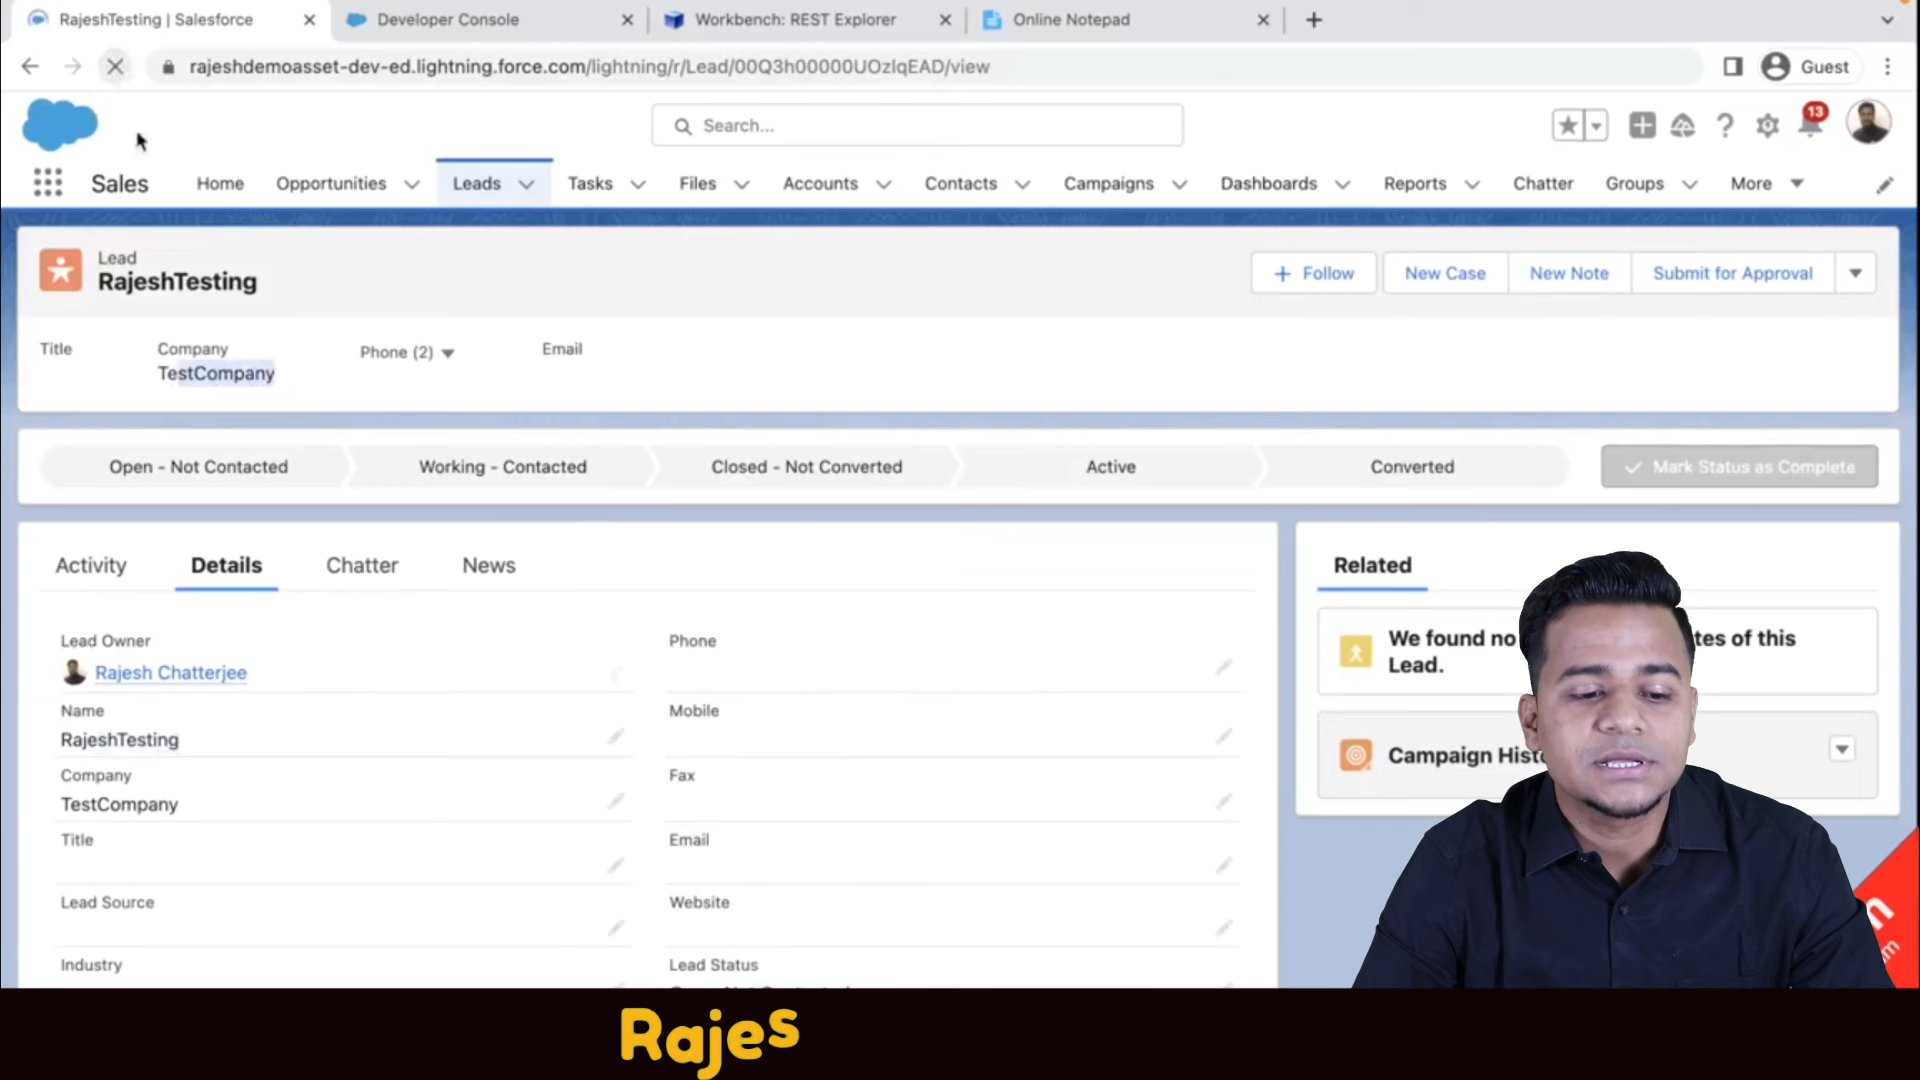 RajeshTesting | Salesforce
Developer Console
Workbench: REST Explorer
Online Notepad
rajeshdemoasset-dev-ed.lightning.force.com/lightning/r/Lead/00Q3h00000UOzIqEAD/view
Guest
Search...
13
Sales
Home
Opportunities
Leads
Tasks
Files
Accounts
Contacts
Campaigns
Dashboards
Reports
Chatter
Groups
More
Lead
RajeshTesting
Follow
New Case
New Note
Submit for Approval
Title
Company
Phone (2)
Email
TestCompany
Open - Not Contacted
Working - Contacted
Closed - Not Converted
Active
Converted
Mark Status as Complete
Activity
Details
Chatter
News
Related
Lead Owner
Rajesh Chatterjee
Phone
Name
RajeshTesting
Mobile
Company
TestCompany
Fax
Title
Email
Lead Source
Website
Industry
Lead Status
We found no
tes of this
Lead.
Campaign Hist
Rajes